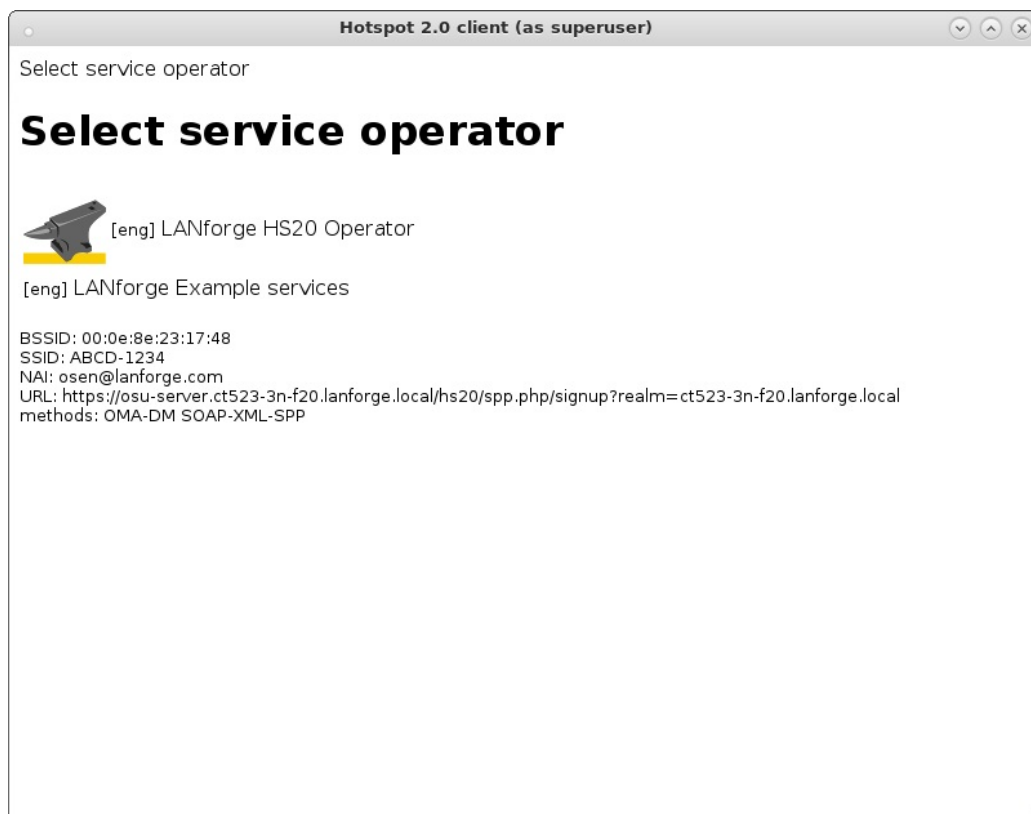 Hotspot 2.0 client (as superuser)
Select service operator
Select service operator
[eng] LANforge HS20 Operator
[eng] LANforge Example services
BSSID: 00:0e:8e:23:17:48
SSID: ABCD-1234
NAI: osen@lanforge.com
URL: https://osu-server.ct523-3n-f20.lanforge.local/hs20/spp.php/signup?realm=ct523-3n-f20.lanforge.local
methods: OMA-DM SOAP-XML-SPP